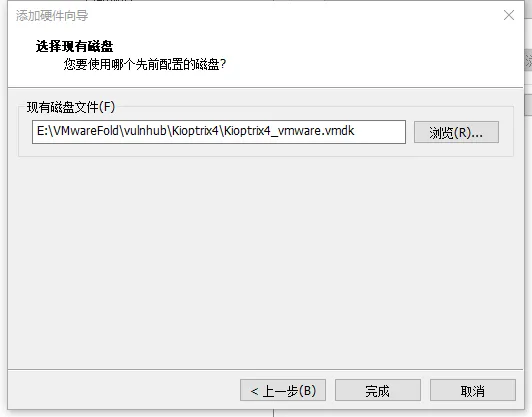 添加硬件向导
选择现有磁盘
您要使用哪个先前配置的磁盘?
现有磁盘文件(F)
E:\VMwareFold\vulnhub\Kioptrix4\Kioptrix4_vmware.vmdk
浏览(R)...
< 上一步(B)
完成
取消